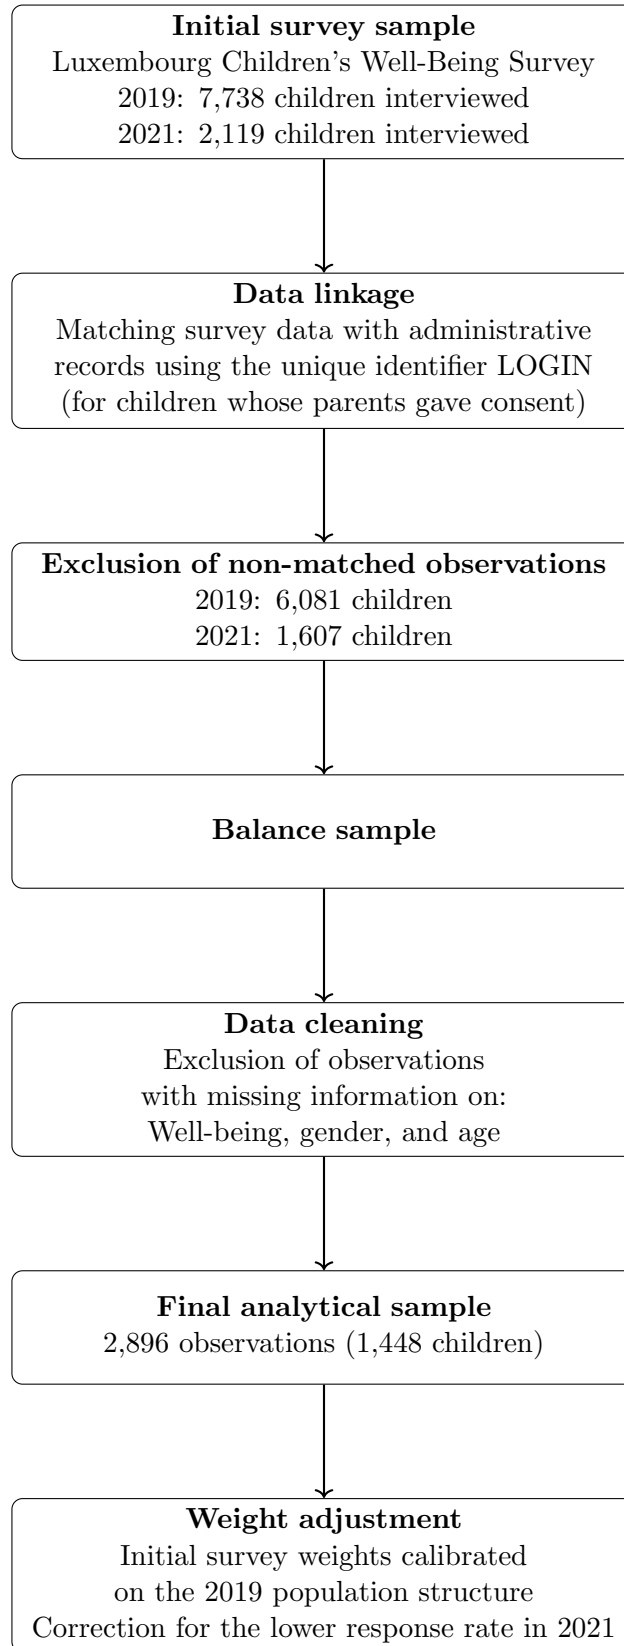 Initial survey sample
Luxembourg Children's Well-Being Survey
2019: 7,738 children interviewed
2021: 2,119 children interviewed
Data linkage
Matching survey data with administrative
records using the unique identifier LOGIN
(for children whose parents gave consent)
Exclusion of non-matched observations
2019: 6,081 children
2021: 1,607 children
Balance sample
Data cleaning
Exclusion of observations
with missing information on:
Well-being, gender, and age
Final analytical sample
2,896 observations (1,448 children)
Weight adjustment
Initial survey weights calibrated
on the 2019 population structure
Correction for the lower response rate in 2021